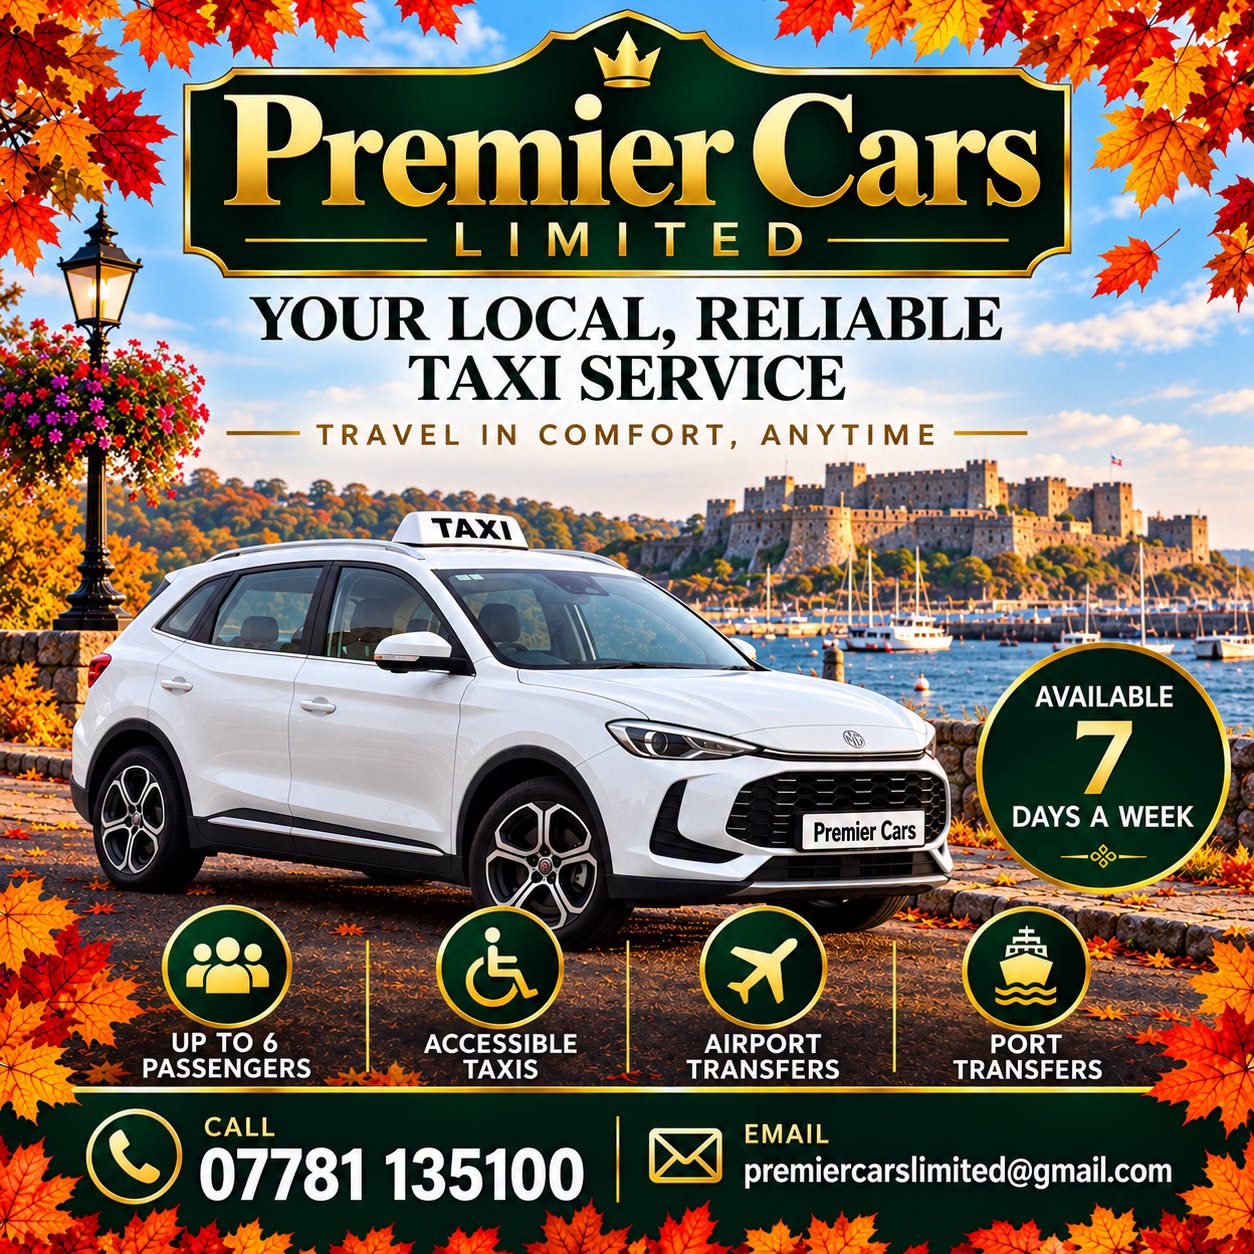 Premier Cars
LIMITED
YOUR LOCAL, RELIABLE
TAXI SERVICE
TRAVEL IN COMFORT, ANYTIME
TAXI
MG
Premier Cars
AVAILABLE
7
DAYS A WEEK
UP TO 6
PASSENGERS
ACCESSIBLE
TAXIS
AIRPORT
TRANSFERS
PORT
TRANSFERS
CALL
07781 135100
EMAIL
premiercarslimited@gmail.com